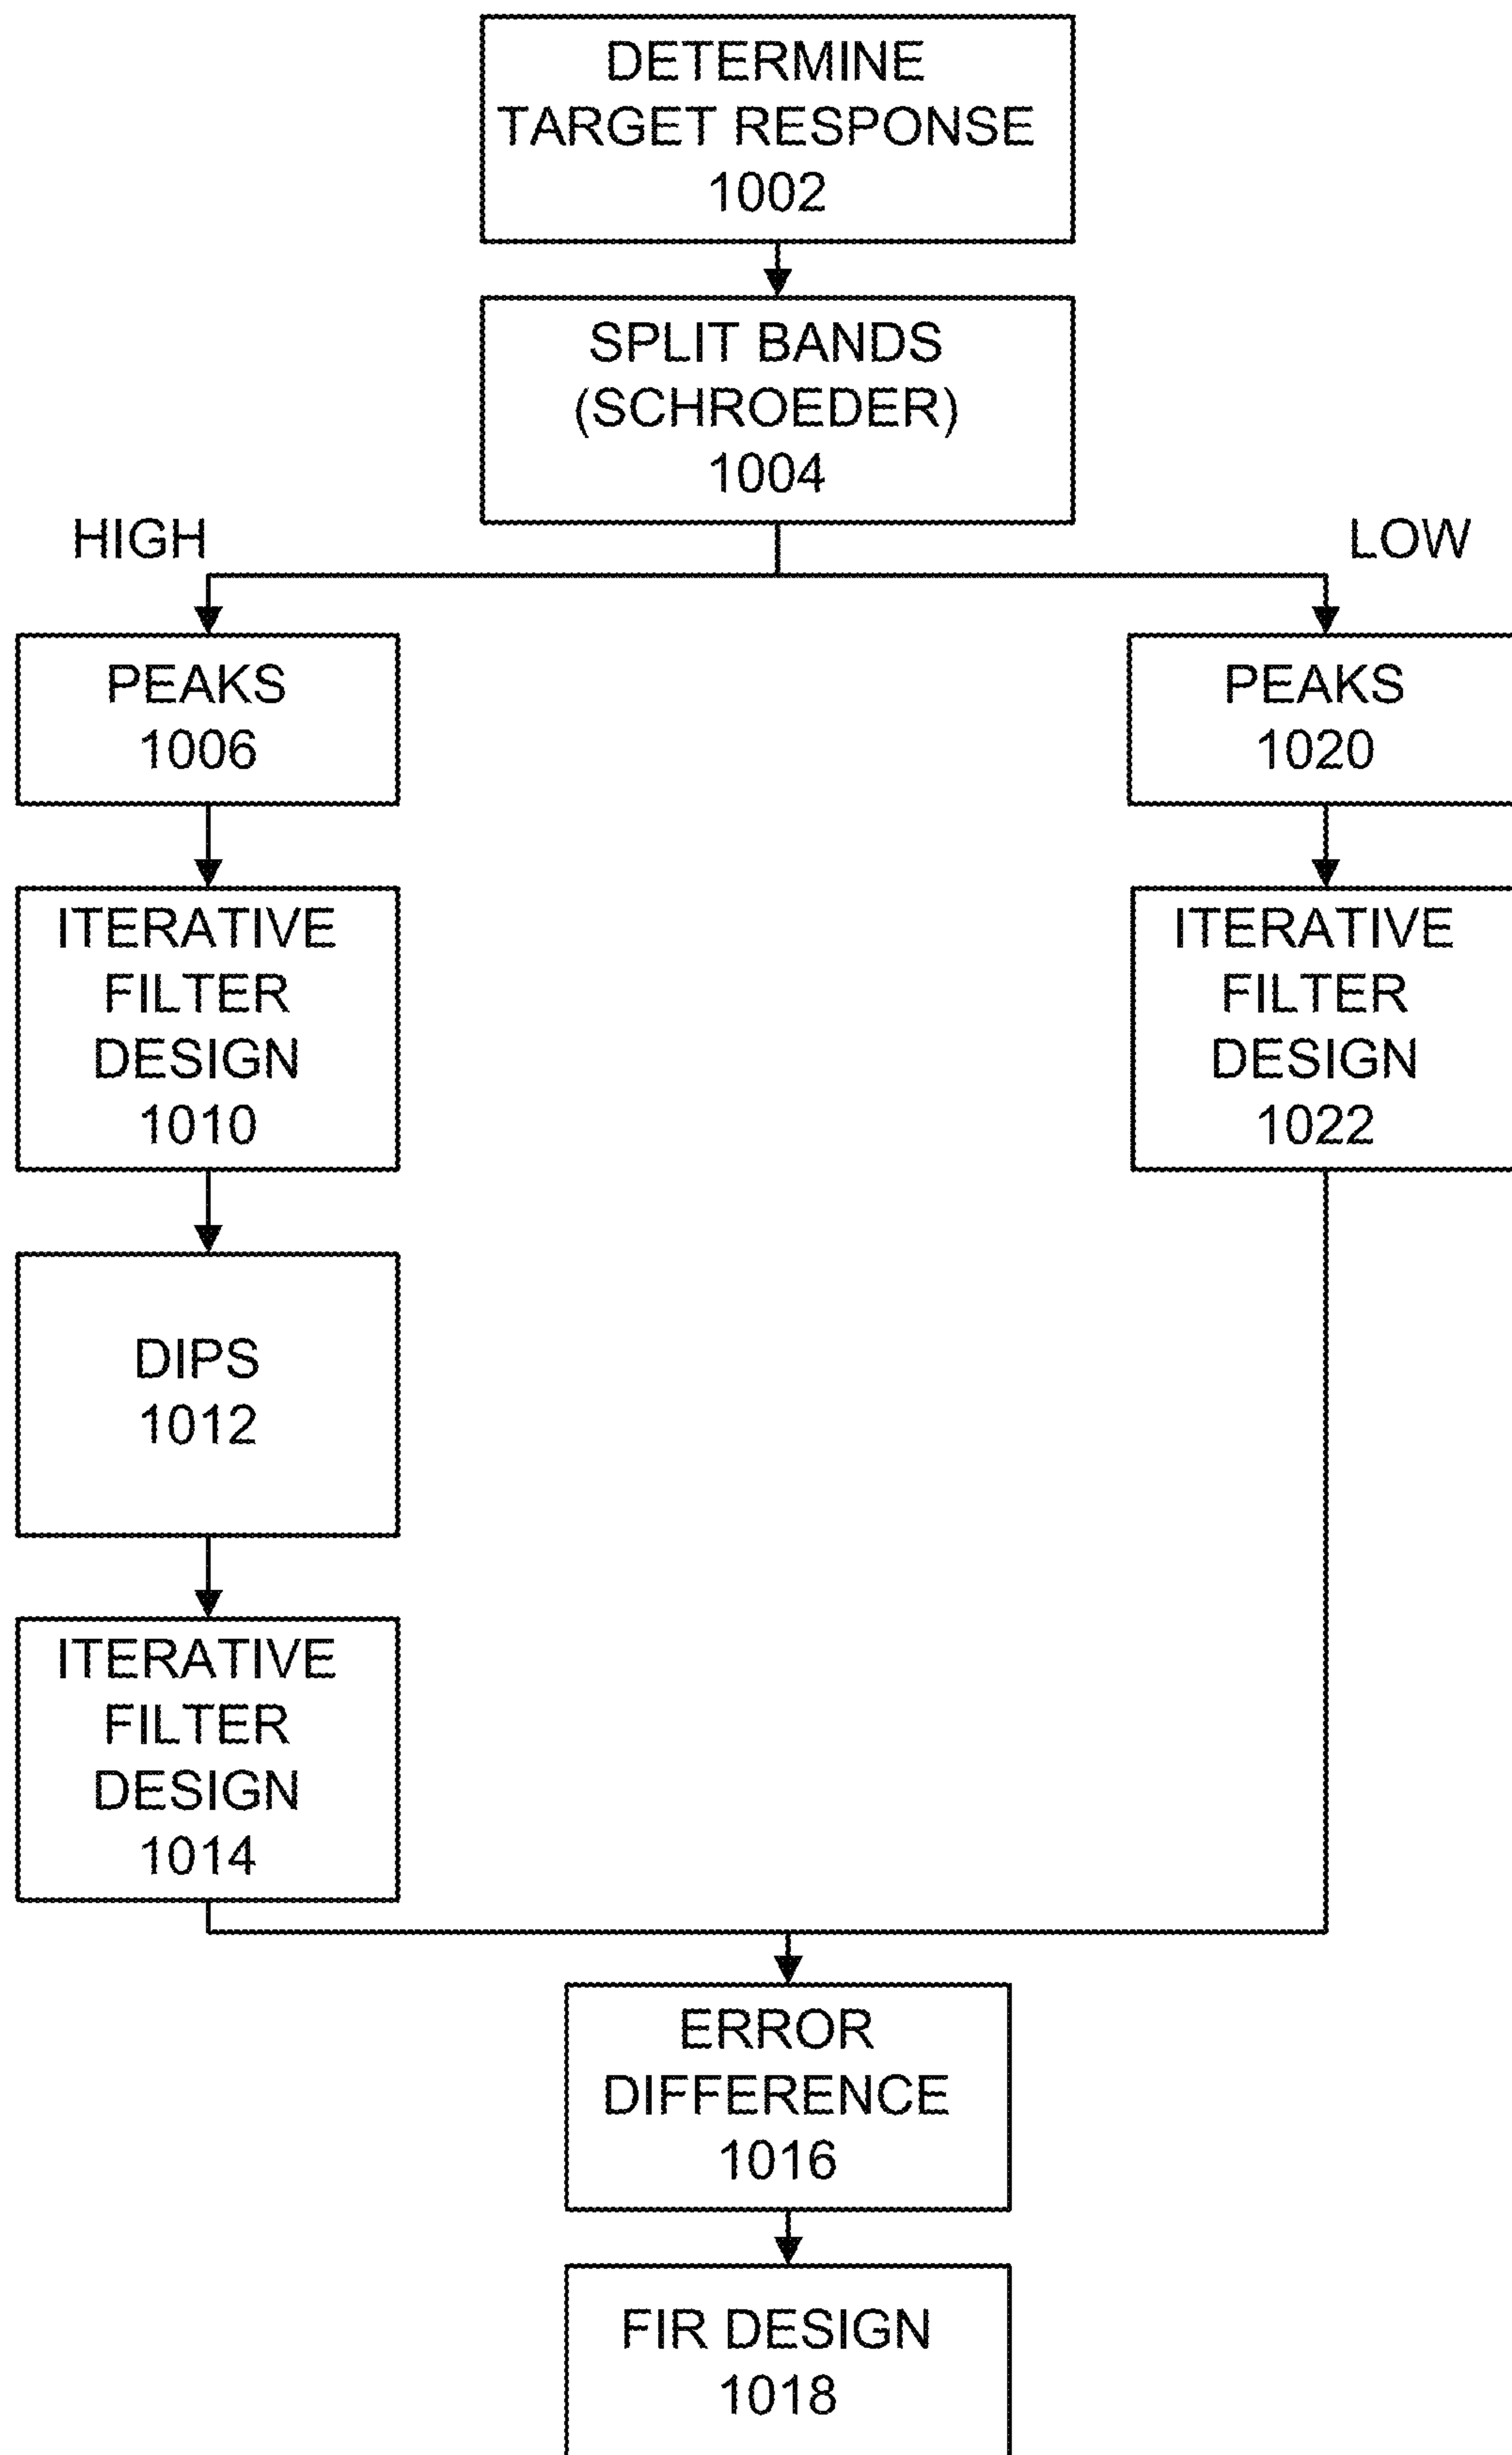 DETERMINE
TARGET RESPONSE
1002
SPLIT BANDS
(SCHROEDER)
1004
HIGH
LOW
PEAKS
1006
PEAKS
1020
ITERATIVE
FILTER
DESIGN
1010
ITERATIVE
FILTER
DESIGN
1022
DIPS
1012
ITERATIVE
FILTER
DESIGN
1014
ERROR
DIFFERENCE
1016
FIR DESIGN
1018